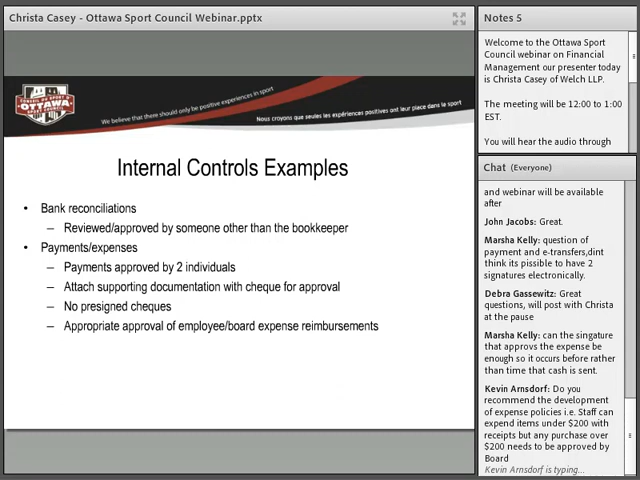 Christa Casey - Ottawa Sport Council Webinar.pptx
OTTAWA
We believe that there should only be positive experiences in sport
Nous croyons que seules les expériences positives ont leur place dans le sport
Internal Controls Examples
• Bank reconciliations
– Reviewed/approved by someone other than the bookkeeper
• Payments/expenses
– Payments approved by 2 individuals
– Attach supporting documentation with cheque for approval
– No presigned cheques
– Appropriate approval of employee/board expense reimbursements
Notes 5
Welcome to the Ottawa Sport
Council webinar on Financial
Management our presenter today
is Christa Casey of Welch LLP.
The meeting will be 12:00 to 1:00
EST.
You will hear the audio through
Chat (Everyone)
and webinar will be available
after
John Jacobs: Great.
Marsha Kelly: question of
payment and e-transfers,dint
think its pissible to have 2
signatures electronically.
Debra Gassewitz: Great
questions, will post with Christa
at the pause
Marsha Kelly: can the singature
that approvs the expense be
enough so it occurs before rather
than time that cash is sent.
Kevin Arnsdorf: Do you
recommend the development
of expense policies i.e. Staff can
expend items under $200 with
receipts but any purchase over
$200 needs to be approved by
Board
Kevin Arnsdorf is typing...